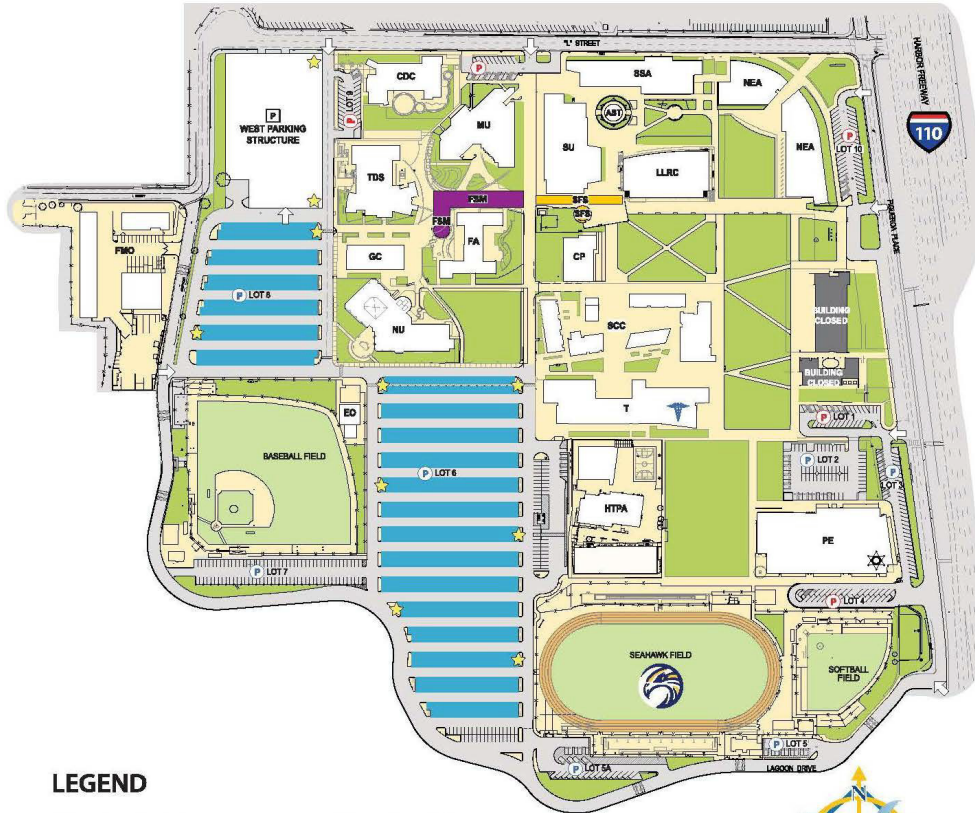 "L" STREET
HARBOR FREEWAY
110
P
WEST PARKING
STRUCTURE
P
LOT 9
CDC
P
SSA
NEA
AST
MU
SU
LLRC
NEA
P
LOT 10
TDS
FSM
SFS
FSM
SFS
FIGUEROA PLACE
FMO
GC
FA
CP
P LOT 8
NU
SCC
BUILDING
CLOSED
BUILDING
CLOSED
EC
T
P LOT 1
BASEBALL FIELD
P LOT 6
P LOT 2
P
LOT 3
HTPA
PE
P LOT 7
P LOT 4
SEAHAWK FIELD
SOFTBALL
FIELD
P LOT 5
P LOT 5A
LAGOON DRIVE
LEGEND
N